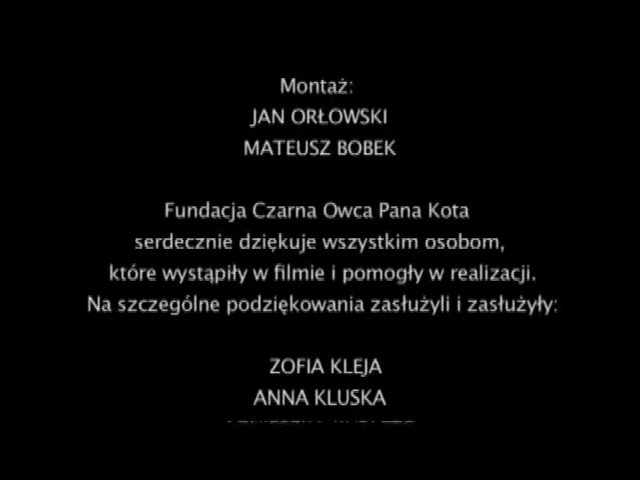 Montaż:
JAN ORŁOWSKI
MATEUSZ BOBEK
Fundacja Czarna Owca Pana Kota
serdecznie dziękuje wszystkim osobom,
które wystąpiły w filmie i pomogły w realizacji.
Na szczególne podziękowania zasłużyli i zasłużyły:
ZOFIA KLEJA
ANNA KLUSKA